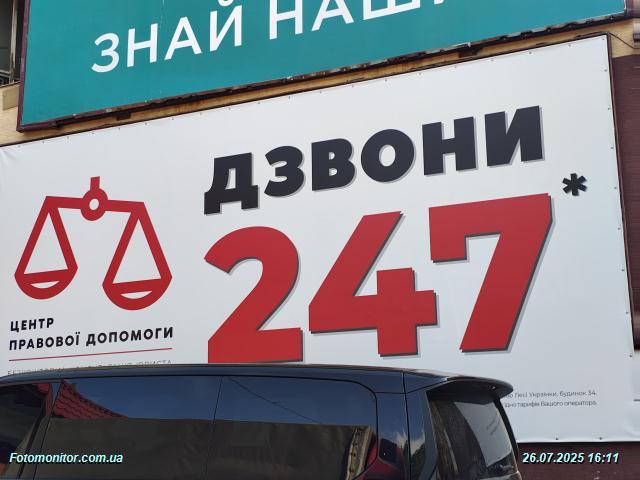 ЗНАЙ НАШ
ДЗВОНИ
247*
ЦЕНТР
ПРАВОВОЇ ДОПОМОГИ
ЮРИСТА
Лесі Українки, будинок 34.
тарифів Вашого оператора.
Fotomonitor.com.ua
26.07.2025 16:11